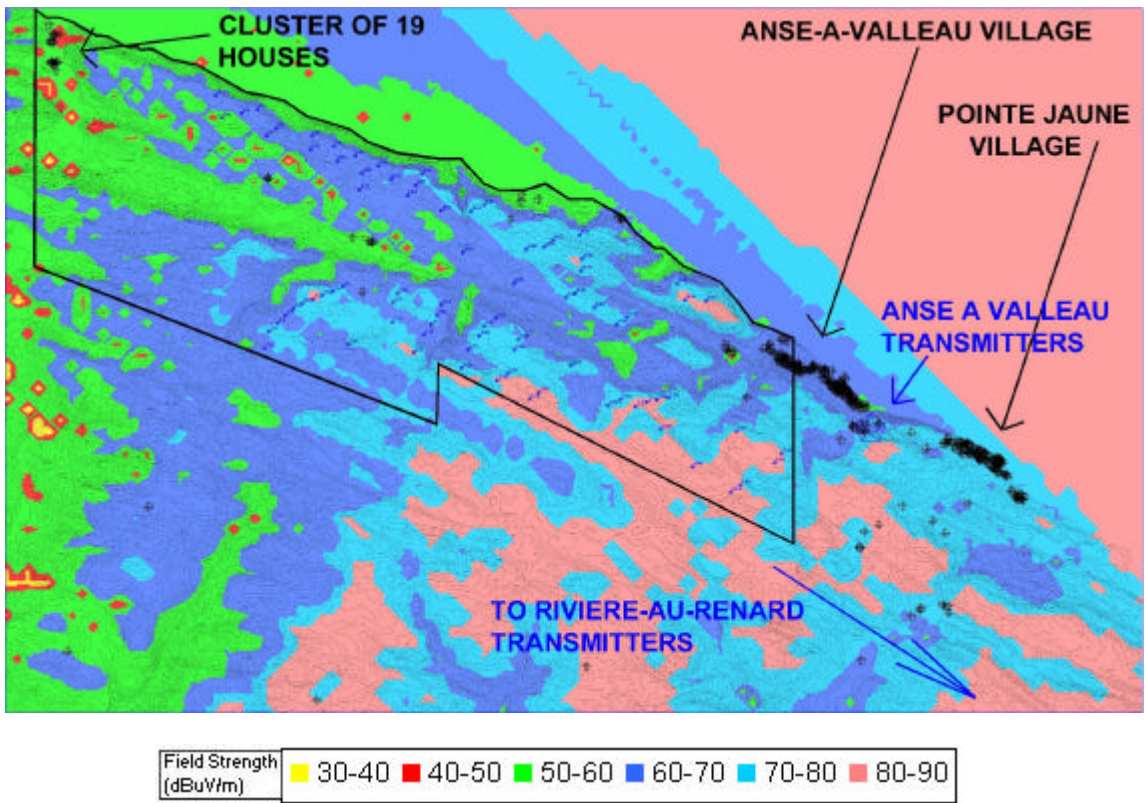 CLUSTER OF 19
HOUSES
ANSE-A-VALLEAU VILLAGE
POINTE JAUNE
VILLAGE
ANSE A VALLEAU
TRANSMITTERS
TO RIVIERE-AU-RENARD
TRANSMITTERS
Field Strength
(dBuV/m)
30-40 40-50 50-60 60-70 70-80 80-90